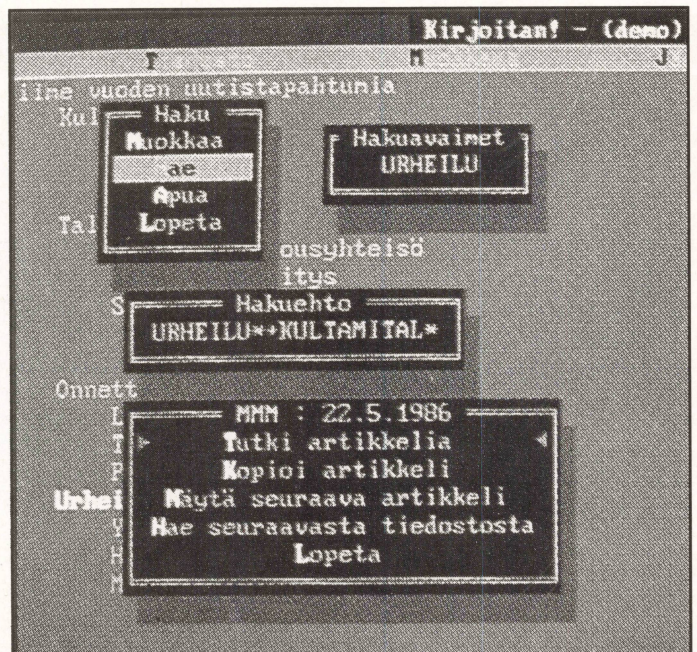 Kirjoitan! - (demo)
M
J
vuoden uutistapahtumia
Kul
Haku
Muokkaa
ae
Apua
Lopeta
Hakuavaimet
URHEILU
Tal
ousyhteisö
itys
S
Hakuehto
URHEILU*+KULTAMITAL*
Onnett
L
T
P
Urhei
Y
H
M
MMM : 22.5.1986
Tutki artikkelia
Kopioi artikkeli
Näytä seuraava artikkeli
Hae seuraavasta tiedostosta
Lopeta